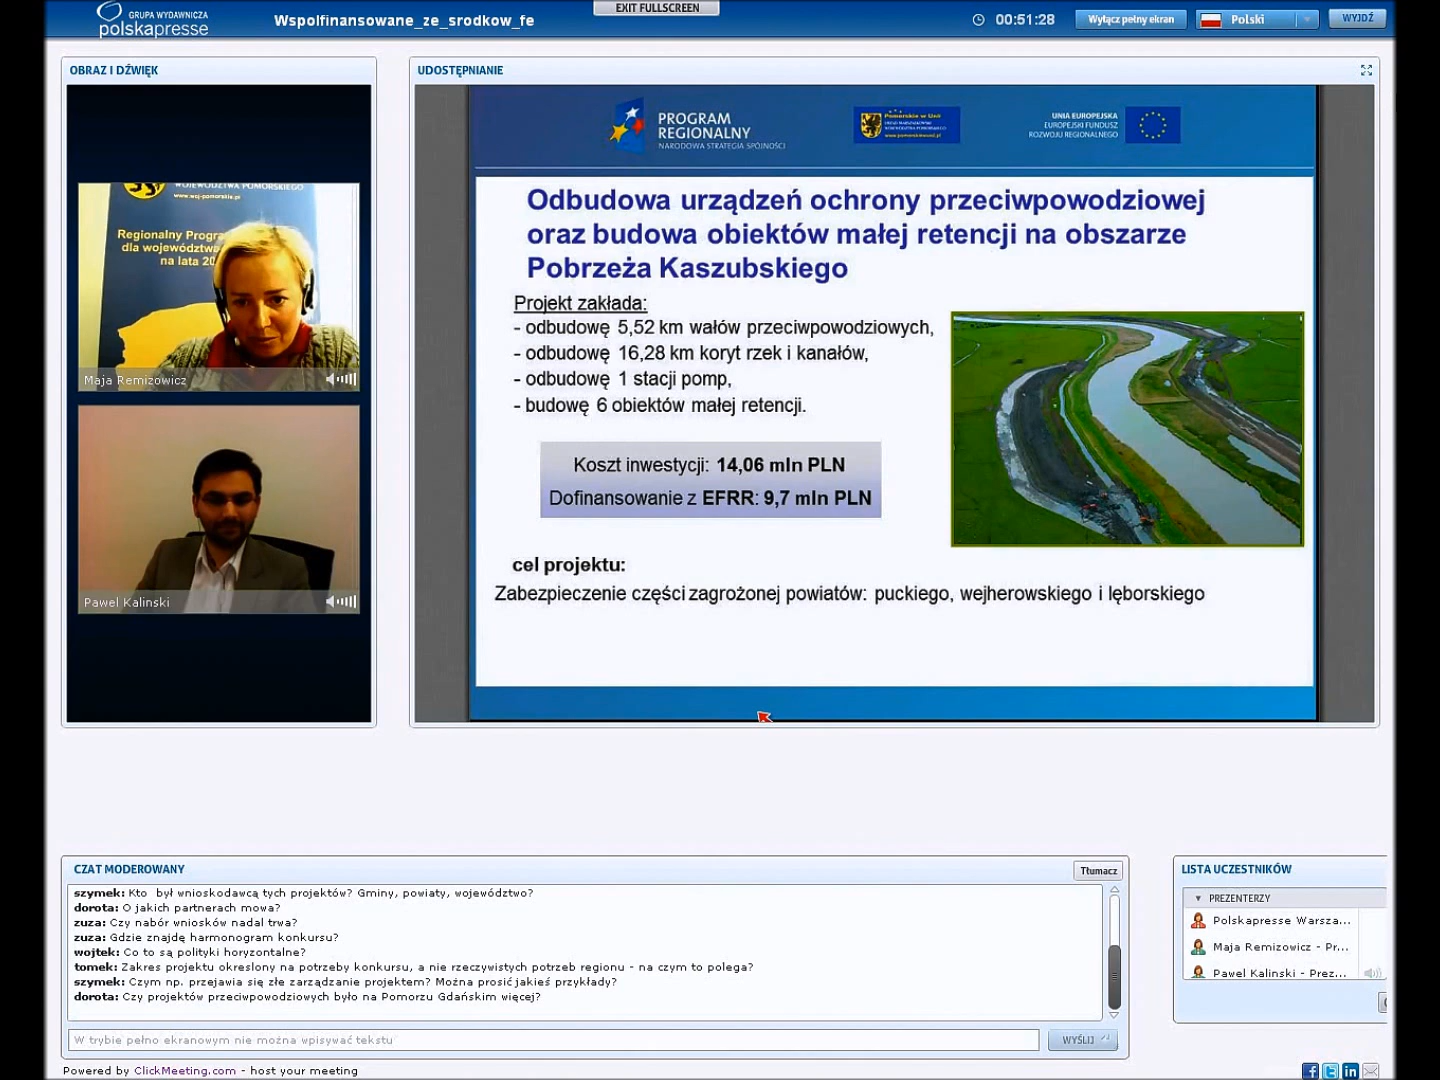 GRUPA WYDAWNICZA
polskapresse
Wspolfinansowane_ze_srodkow_fe
EXIT FULLSCREEN
00:51:28
Wyłącz pełny ekran
Polski
WYJDŹ
OBRAZ I DŹWIĘK
WOJEWÓDZTWA POMORSKIEGO
Regionalny Progra
dla województwa
na lata 20
Maja Remizowicz
Pawel Kalinski
UDOSTĘPNIANIE
PROGRAM
REGIONALNY
NARODOWA STRATEGIA SPÓJNOŚCI
Pomorskie w Unii
UNIA EUROPEJSKA
EUROPEJSKI FUNDUSZ
ROZWOJU REGIONALNEGO
Odbudowa urządzeń ochrony przeciwpowodziowej
oraz budowa obiektów małej retencji na obszarze
Pobrzeża Kaszubskiego
Projekt zakłada:
- odbudowę 5,52 km wałów przeciwpowodziowych,
- odbudowę 16,28 km koryt rzek i kanałów,
- odbudowę 1 stacji pomp,
- budowę 6 obiektów małej retencji.
Koszt inwestycji: 14,06 mln PLN
Dofinansowanie z EFRR: 9,7 mln PLN
cel projektu:
Zabezpieczenie części zagrożonej powiatów: puckiego, wejherowskiego i lęborskiego
CZAT MODEROWANY
Tłumacz
szymek: Kto był wnioskodawcą tych projektów? Gminy, powiaty, województwo?
dorota: O jakich partnerach mowa?
zuza: Czy nabór wniosków nadal trwa?
zuza: Gdzie znajdę harmonogram konkursu?
wojtek: Co to są polityki horyzontalne?
tomek: Zakres projektu okreslony na potrzeby konkursu, a nie rzeczywistych potrzeb regionu - na czym to polega?
szymek: Czym np. przejawia się złe zarządzanie projektem? Można prosić jakieś przykłady?
dorota: Czy projektów przeciwpowodziowych było na Pomorzu Gdańskim więcej?
W trybie pełno ekranowym nie można wpisywać tekstu
WYŚLIJ
LISTA UCZESTNIKÓW
PREZENTERZY
Polskapresse Warsza...
Maja Remizowicz - Pr...
Pawel Kalinski - Prez...
Powered by ClickMeeting.com - host your meeting